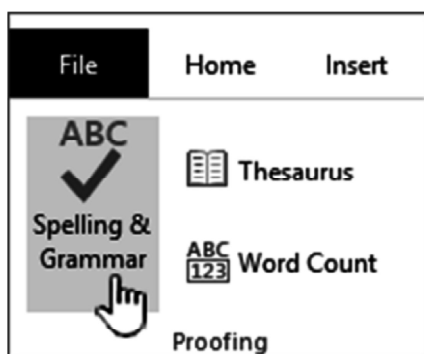 File Home Insert
ABC
Spelling &
Grammar
Thesaurus
ABC
123
Word Count
Proofing